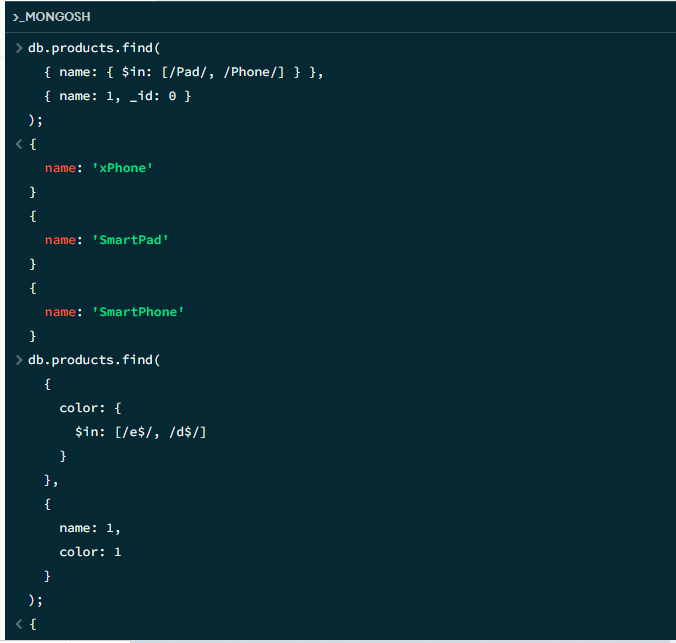 >_MONGOSH
> db.products.find(
{ name: { $in: [/Pad/, /Phone/] } },
{ name: 1, _id: 0 }
);
< {
name: 'xPhone'
}
{
name: 'SmartPad'
}
{
name: 'SmartPhone'
}
> db.products.find(
{
color: {
$in: [/e$/, /d$/]
}
},
{
name: 1,
color: 1
}
);
< {